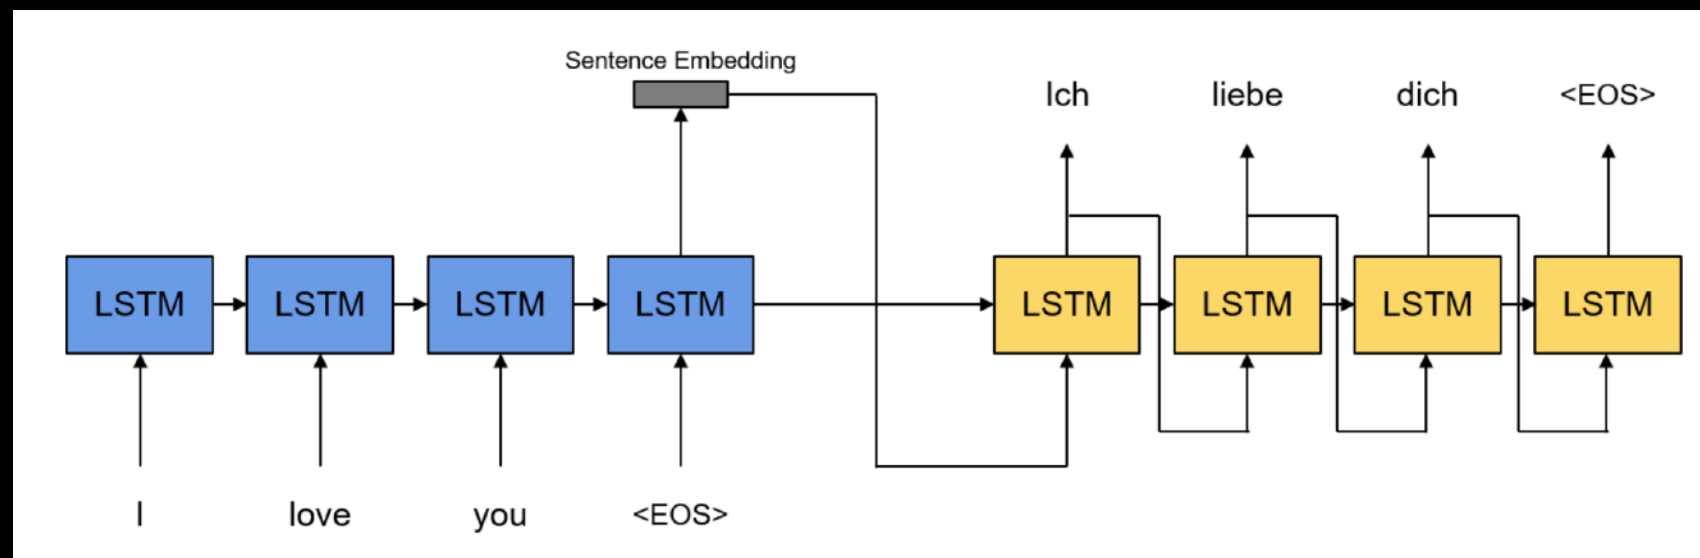 Sentence Embedding
Ich liebe dich <EOS>
LSTM LSTM LSTM LSTM LSTM LSTM LSTM LSTM
I love you <EOS>